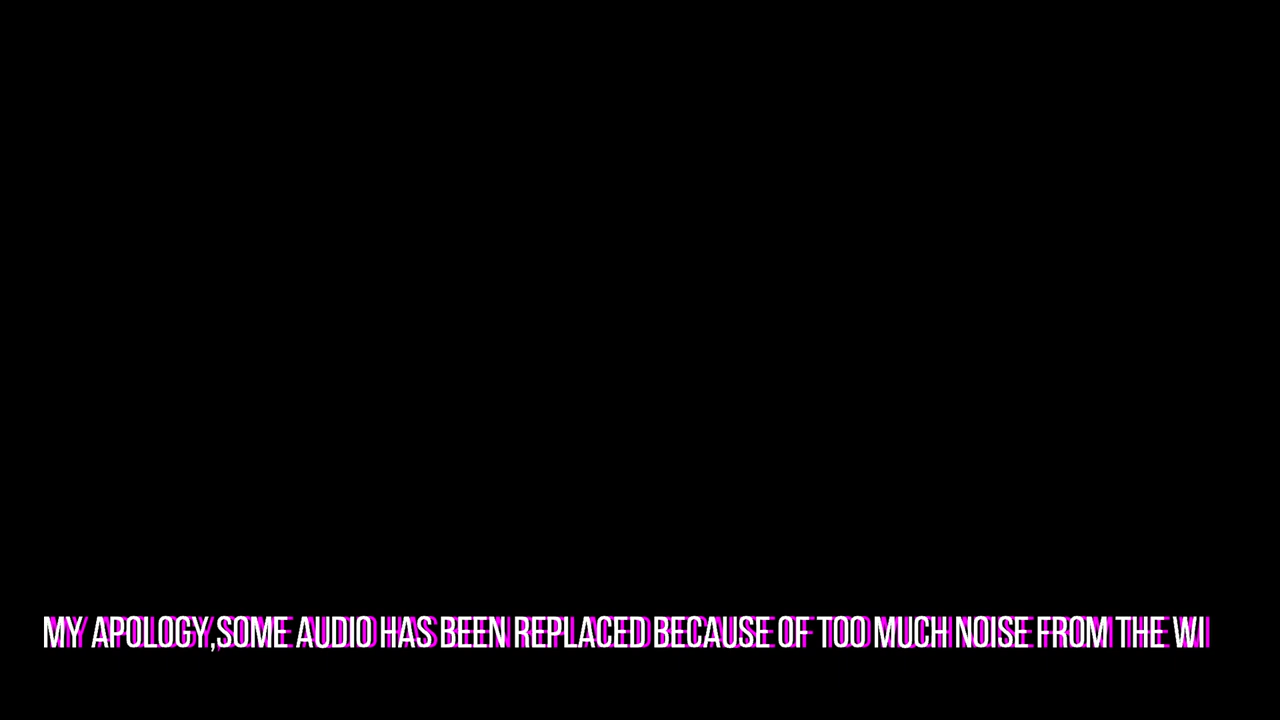 MY APOLOGY,SOME AUDIO HAS BEEN REPLACED BECAUSE OF TOO MUCH NOISE FROM THE WI